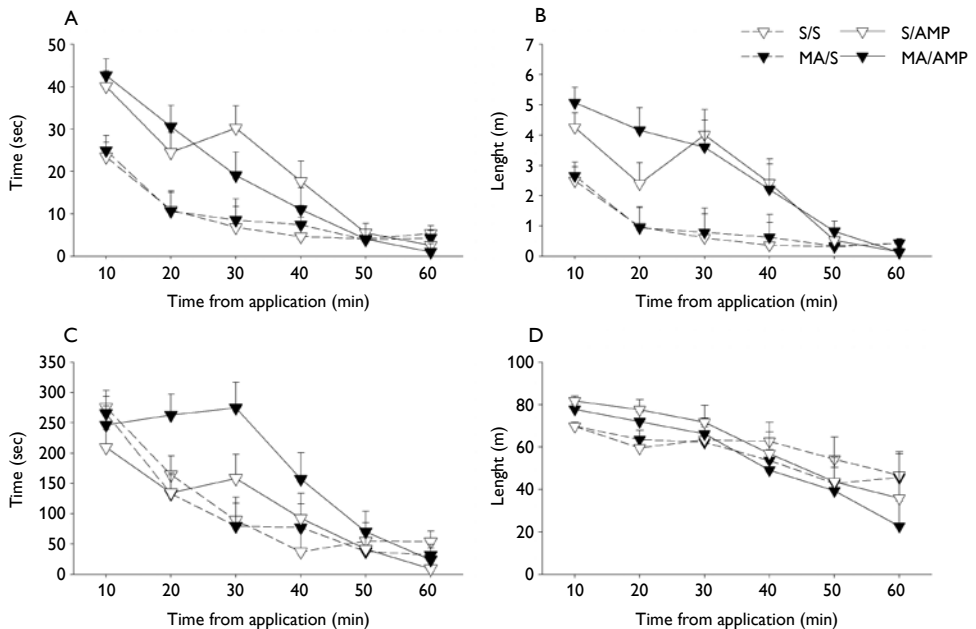 A
50
40
30
20
10
0
Time (sec)
10 20 30 40 50 60
Time from application (min)
B
S/S S/AMP
MA/S MA/AMP
7
6
5
4
3
2
1
0
Lenght (m)
10 20 30 40 50 60
Time from application (min)
C
350
300
250
200
150
100
50
0
Time (sec)
10 20 30 40 50 60
Time from application (min)
D
100
80
60
40
20
0
Lenght (m)
10 20 30 40 50 60
Time from application (min)